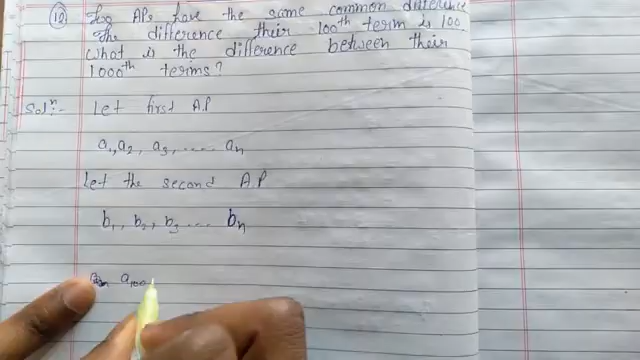 12 Two APs have the same common difference
The difference their 100th term is 100
What is the difference between their
1000th terms?
Solⁿ:- Let first AP
a₁,a₂, a₃, .... aₙ
Let the second A.P
b₁, b₂, b₃ ... bₙ
a₁₀₀